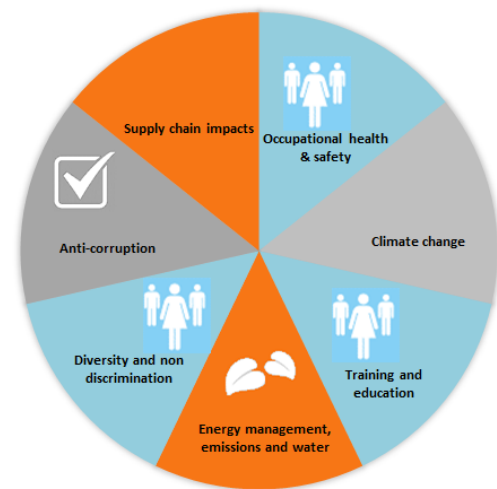 Supply chain impacts
Occupational health
& safety
Climate change
Training and
education
Energy management,
emissions and water
Diversity and non
discrimination
Anti-corruption